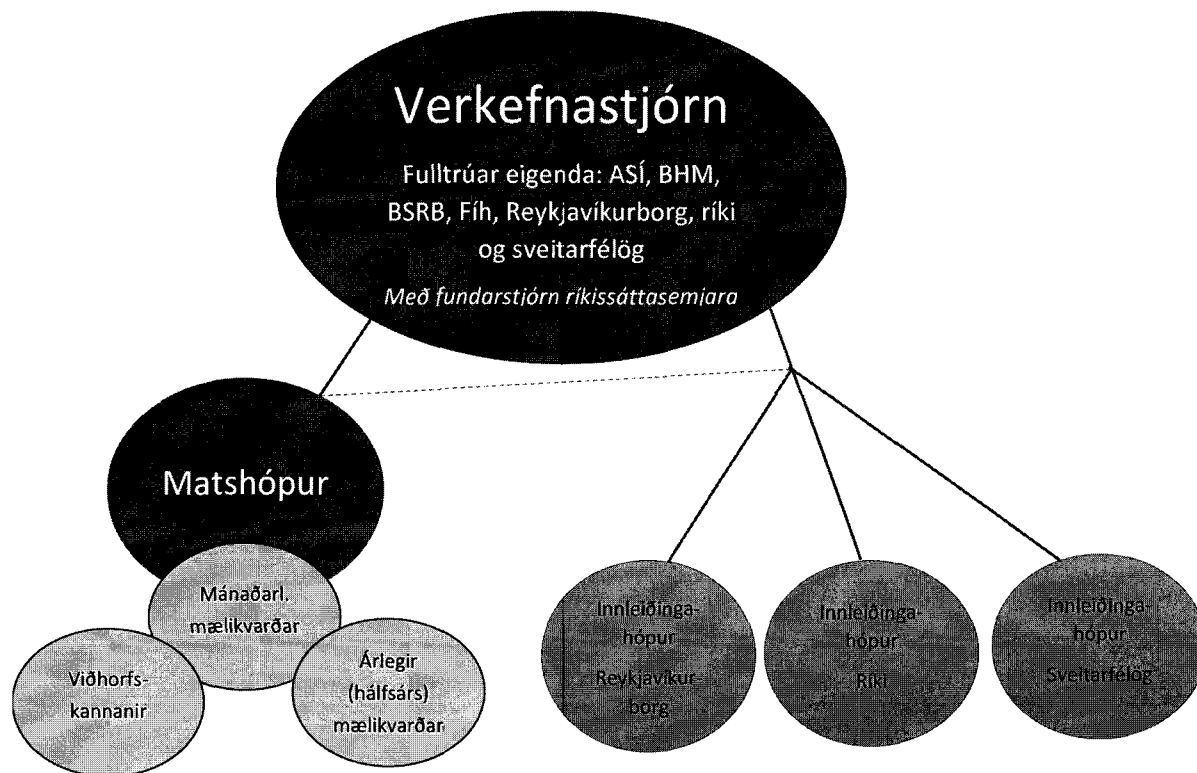 Verkefnastjórn
Fulltrúar eigenda: ASÍ, BHM,
BSRB, Fíh, Reykjavíkurborg, ríki
og sveitarfélög
Með fundarstjórn ríkissáttasemjara
Matshópur
Mánaðarl.
mælikvarðar
Viðhorfs-
kannanir
Árlegir
(hálfsárs)
mælikvarðar
Innleiðinga-
hópur
Reykjavíkur-
borg
Innleiðinga-
hópur
Ríki
Innleiðinga-
hópur
Sveitarfélög